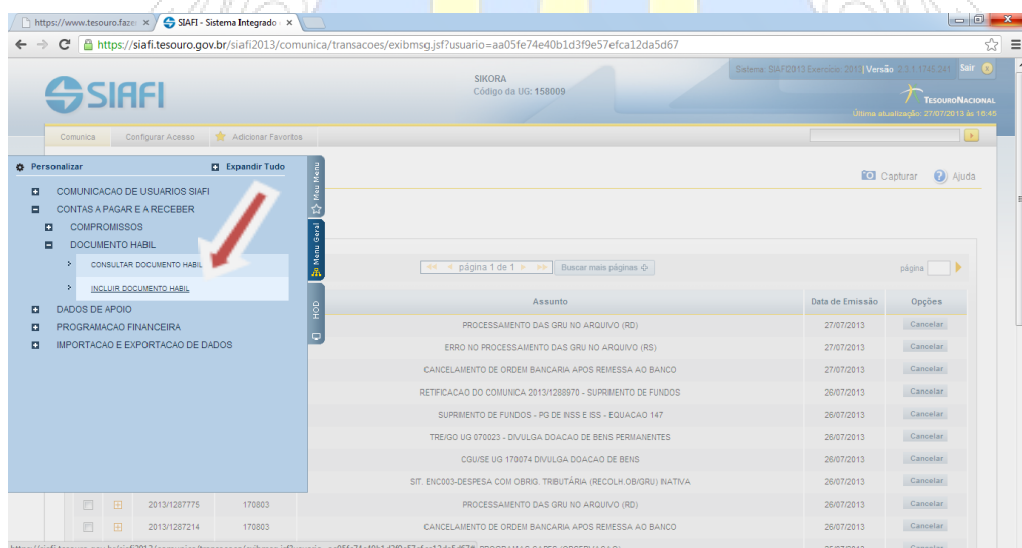 https://www.tesouro.faze
SIAFI - Sistema Integrado
https://siafi.tesouro.gov.br/siafi2013/comunica/transacoes/exibmsg.jsf?usuario=aa05fe74e40b1d3f9e57efca12da5d67
SIAFI
SIKORA
Código da UG: 158009
Sistema: SIAFI2013 Exercício: 2013 Versão 2.3.1.1745.241 Sair
TESOURONACIONAL
Última atualização: 27/07/2013 às 16:45
Comunica Configurar Acesso Adicionar Favoritos
Personalizar Expandir Tudo
Meu Menu
Menu Geral
HOD
Capturar Ajuda
COMUNICACAO DE USUARIOS SIAFI
CONTAS A PAGAR E A RECEBER
COMPROMISSOS
DOCUMENTO HABIL
CONSULTAR DOCUMENTO HABIL
INCLUIR DOCUMENTO HABIL
DADOS DE APOIO
PROGRAMACAO FINANCEIRA
IMPORTACAO E EXPORTACAO DE DADOS
página 1 de 1 Buscar mais páginas página
Assunto Data de Emissão Opções
PROCESSAMENTO DAS GRU NO ARQUIVO (RD) 27/07/2013 Cancelar
ERRO NO PROCESSAMENTO DAS GRU NO ARQUIVO (RS) 27/07/2013 Cancelar
CANCELAMENTO DE ORDEM BANCARIA APOS REMESSA AO BANCO 27/07/2013 Cancelar
RETIFICACAO DO COMUNICA 2013/1288970 - SUPRIMENTO DE FUNDOS 26/07/2013 Cancelar
SUPRIMENTO DE FUNDOS - PG DE INSS E ISS - EQUACAO 147 26/07/2013 Cancelar
TRE/GO UG 070023 - DIVULGA DOACAO DE BENS PERMANENTES 26/07/2013 Cancelar
CGU/SE UG 170074 DIVULGA DOACAO DE BENS 26/07/2013 Cancelar
SIT. ENC003-DESPESA COM OBRIG. TRIBUTÁRIA (RECOLH.OB/GRU) INATIVA 26/07/2013 Cancelar
2013/1287775 170803 PROCESSAMENTO DAS GRU NO ARQUIVO (RD) 26/07/2013 Cancelar
2013/1287214 170803 CANCELAMENTO DE ORDEM BANCARIA APOS REMESSA AO BANCO 26/07/2013 Cancelar